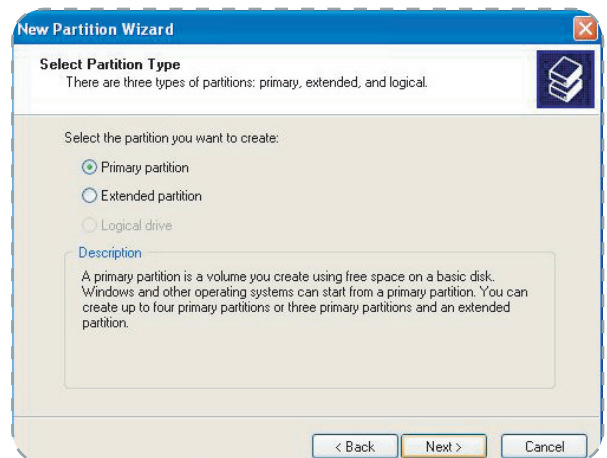 New Partition Wizard
Select Partition Type
There are three types of partitions: primary, extended, and logical.
Select the partition you want to create:
Primary partition
Extended partition
Logical drive
Description
A primary partition is a volume you create using free space on a basic disk.
Windows and other operating systems can start from a primary partition. You can
create up to four primary partitions or three primary partitions and an extended
partition.
< Back
Next >
Cancel